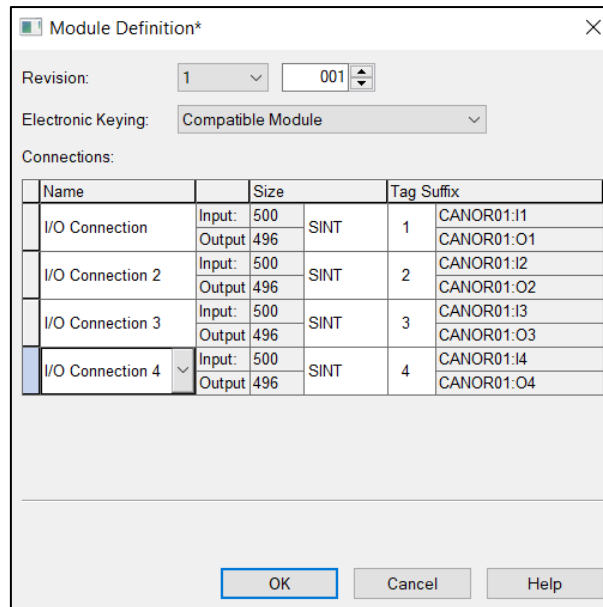 Module Definition*
Revision: 1 001
Electronic Keying: Compatible Module
Connections:
Name Size Tag Suffix
I/O Connection Input: 500 SINT 1 CANOR01:I1
Output 496 CANOR01:O1
I/O Connection 2 Input: 500 SINT 2 CANOR01:I2
Output 496 CANOR01:O2
I/O Connection 3 Input: 500 SINT 3 CANOR01:I3
Output 496 CANOR01:O3
I/O Connection 4 Input: 500 SINT 4 CANOR01:I4
Output 496 CANOR01:O4
OK Cancel Help